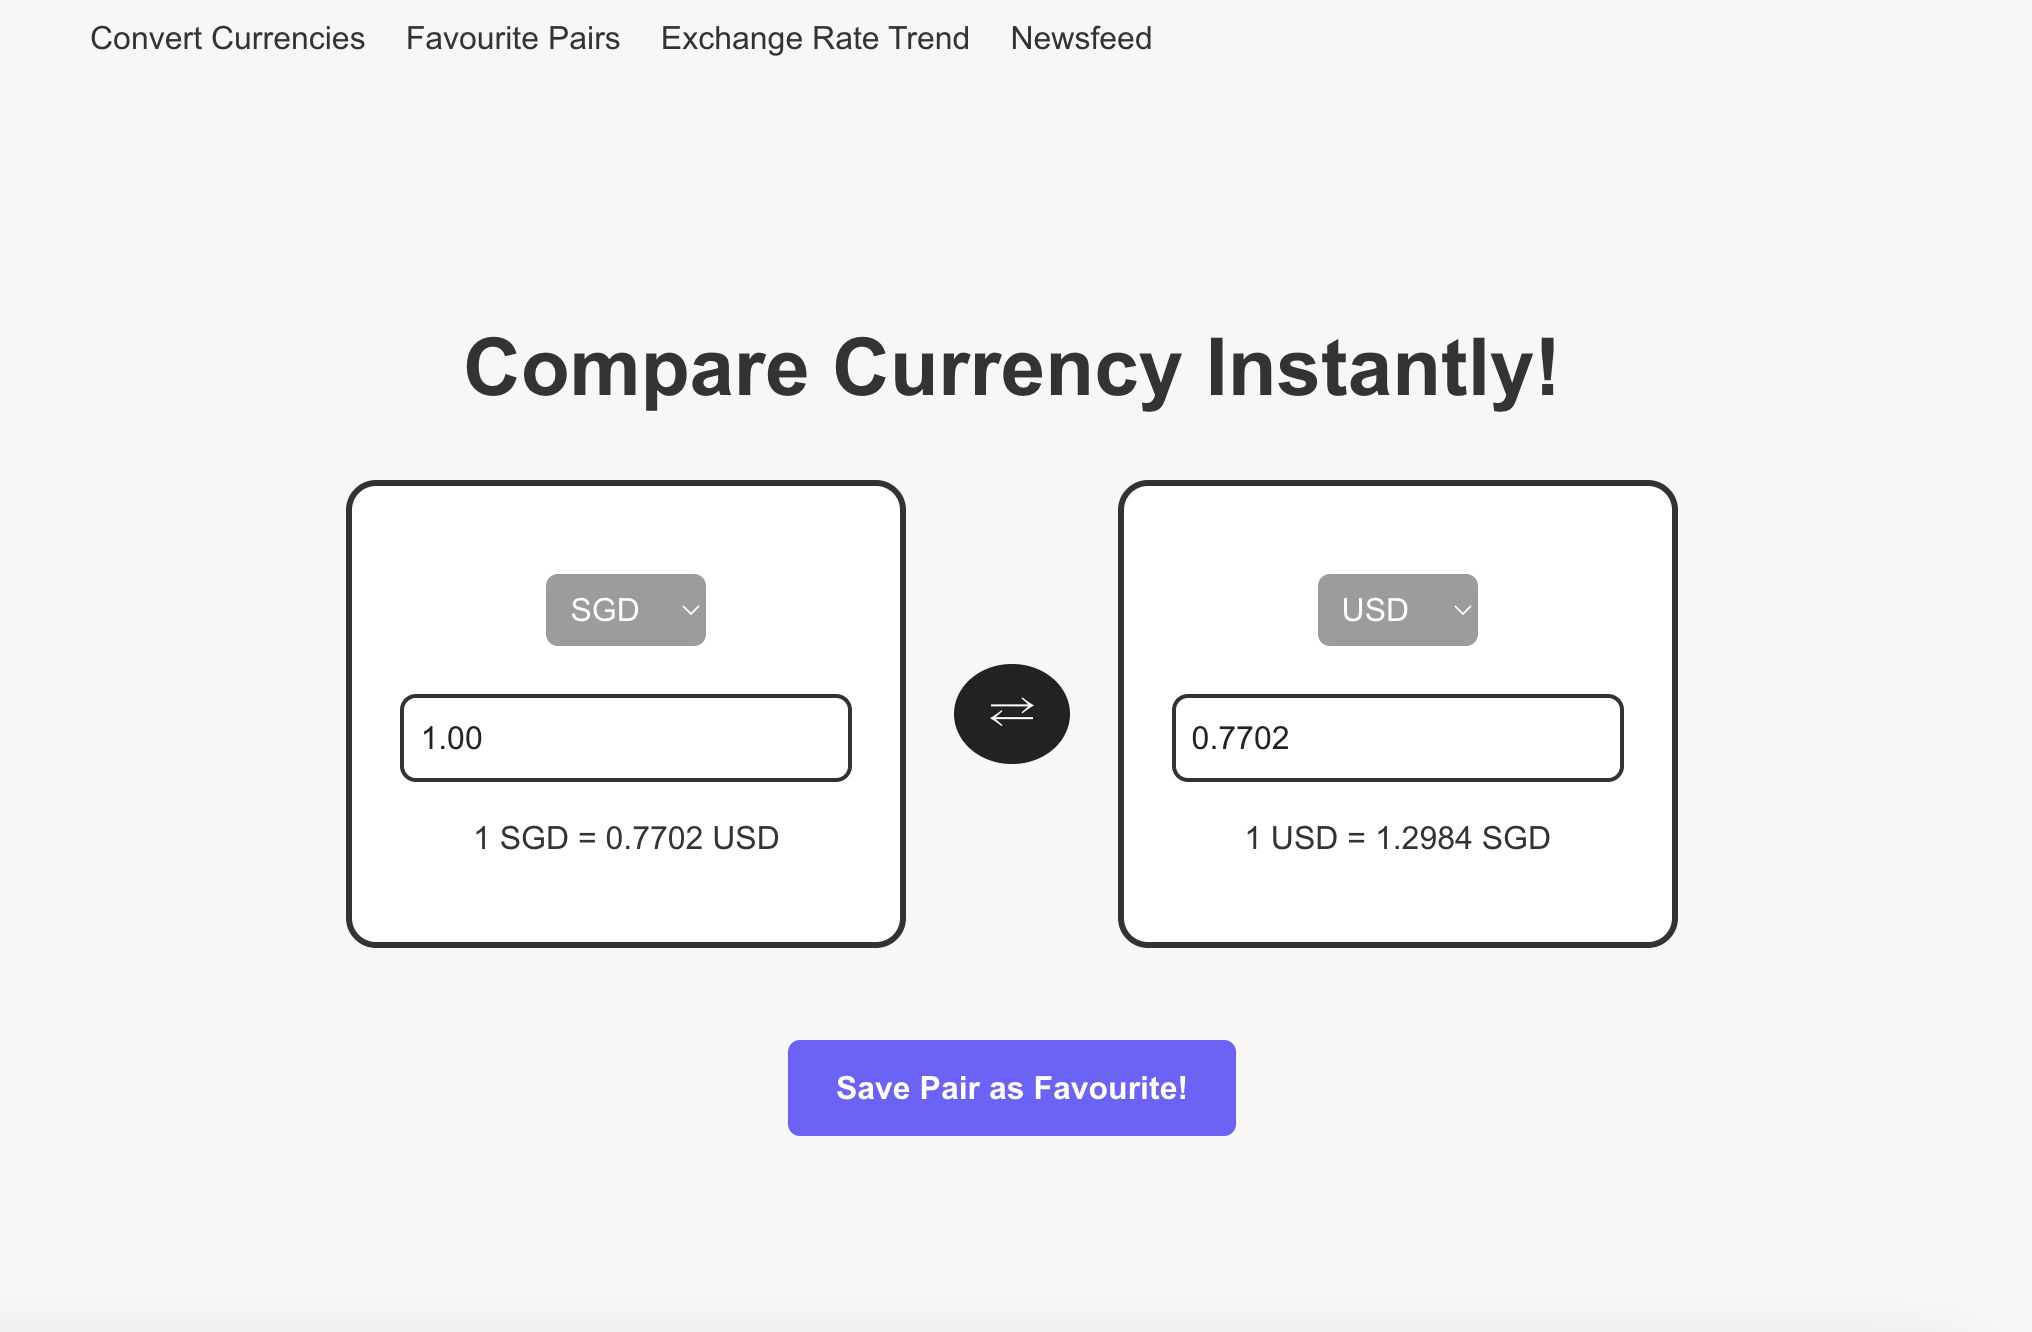 Convert Currencies Favourite Pairs Exchange Rate Trend Newsfeed
Compare Currency Instantly!
SGD
1.00
1 SGD = 0.7702 USD
USD
0.7702
1 USD = 1.2984 SGD
Save Pair as Favourite!